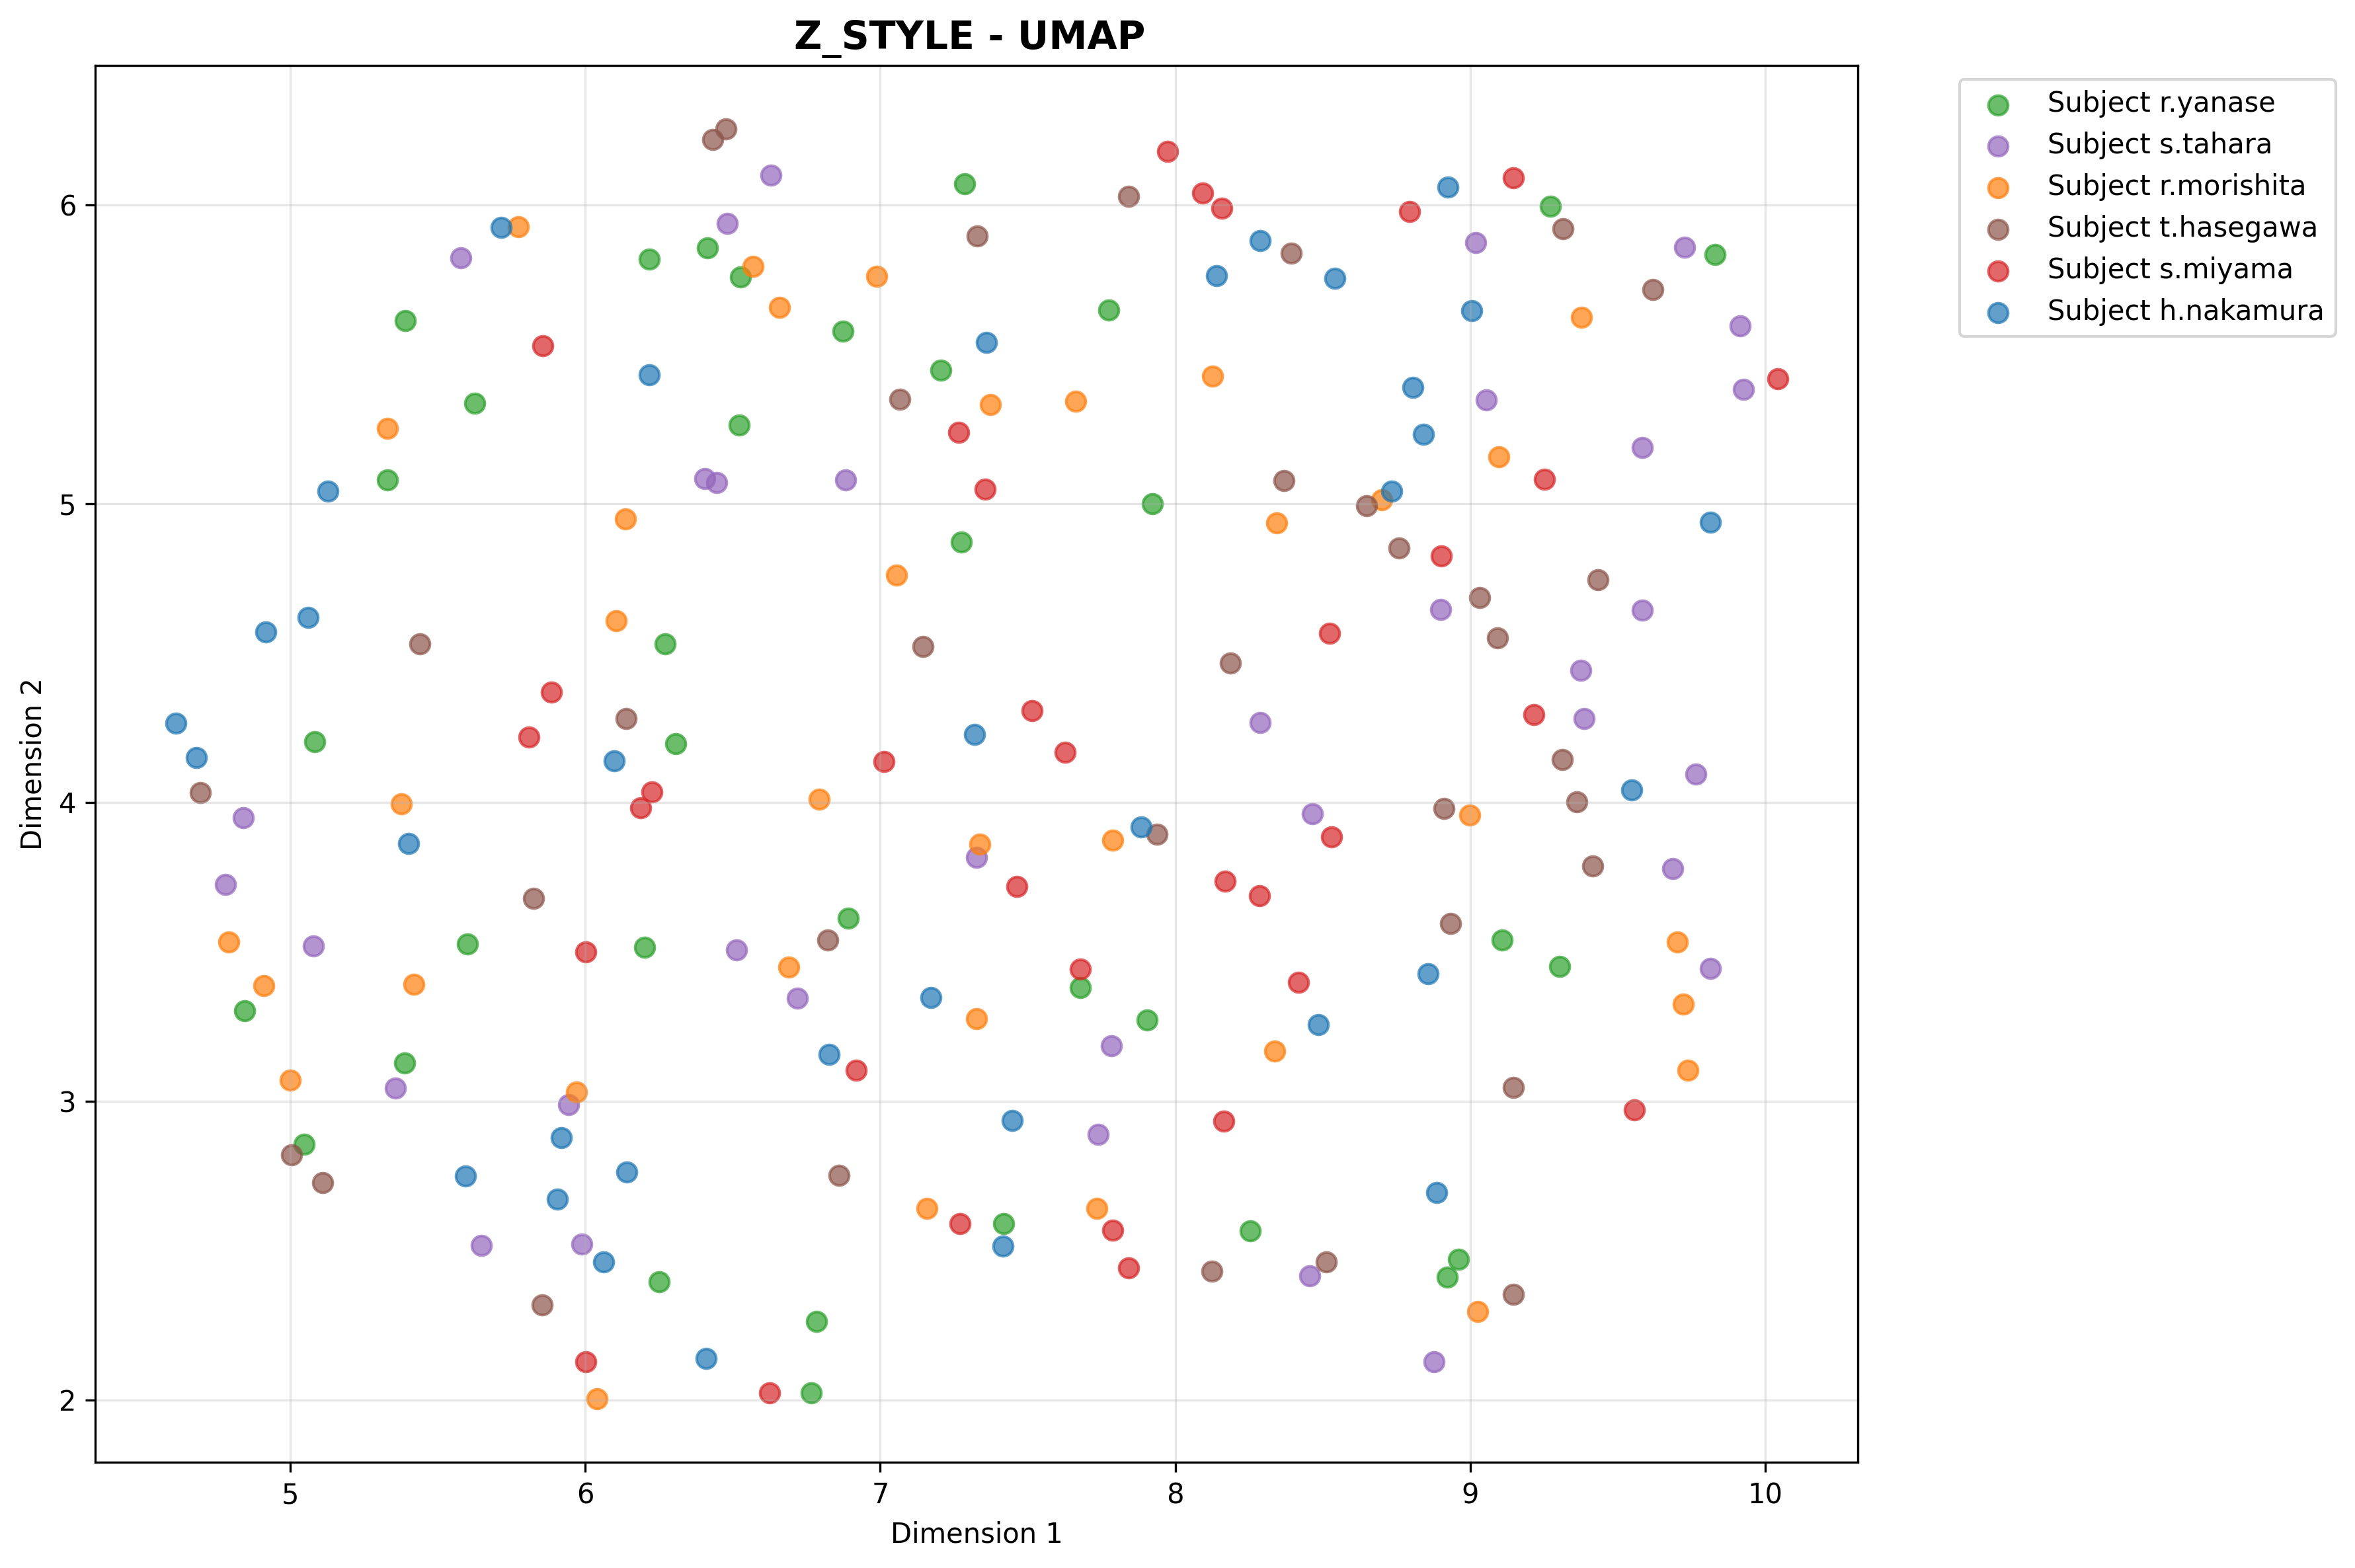 Z_STYLE - UMAP
Subject r.yanase
Subject s.tahara
Subject r.morishita
Subject t.hasegawa
Subject s.miyama
Subject h.nakamura
Dimension 2
6
5
4
3
2
5 6 7 8 9 10
Dimension 1